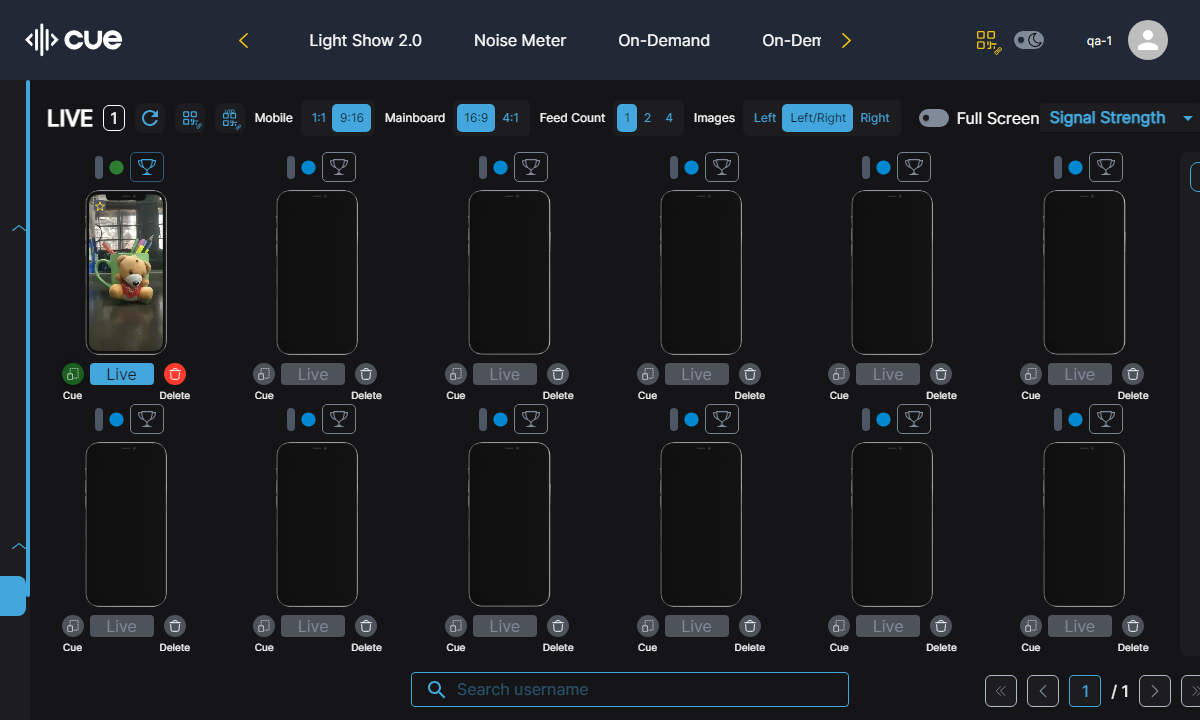 cue
Light Show 2.0
Noise Meter
On-Demand
On-Dem
qa-1
LIVE 1
Mobile 1:1 9:16
Mainboard 16:9 4:1
Feed Count 1 2 4
Images Left Left/Right Right
Full Screen
Signal Strength
Live Live Live Live Live Live
Cue Delete Cue Delete Cue Delete Cue Delete Cue Delete Cue Delete
Live Live Live Live Live Live
Cue Delete Cue Delete Cue Delete Cue Delete Cue Delete Cue Delete
Search username
1 / 1